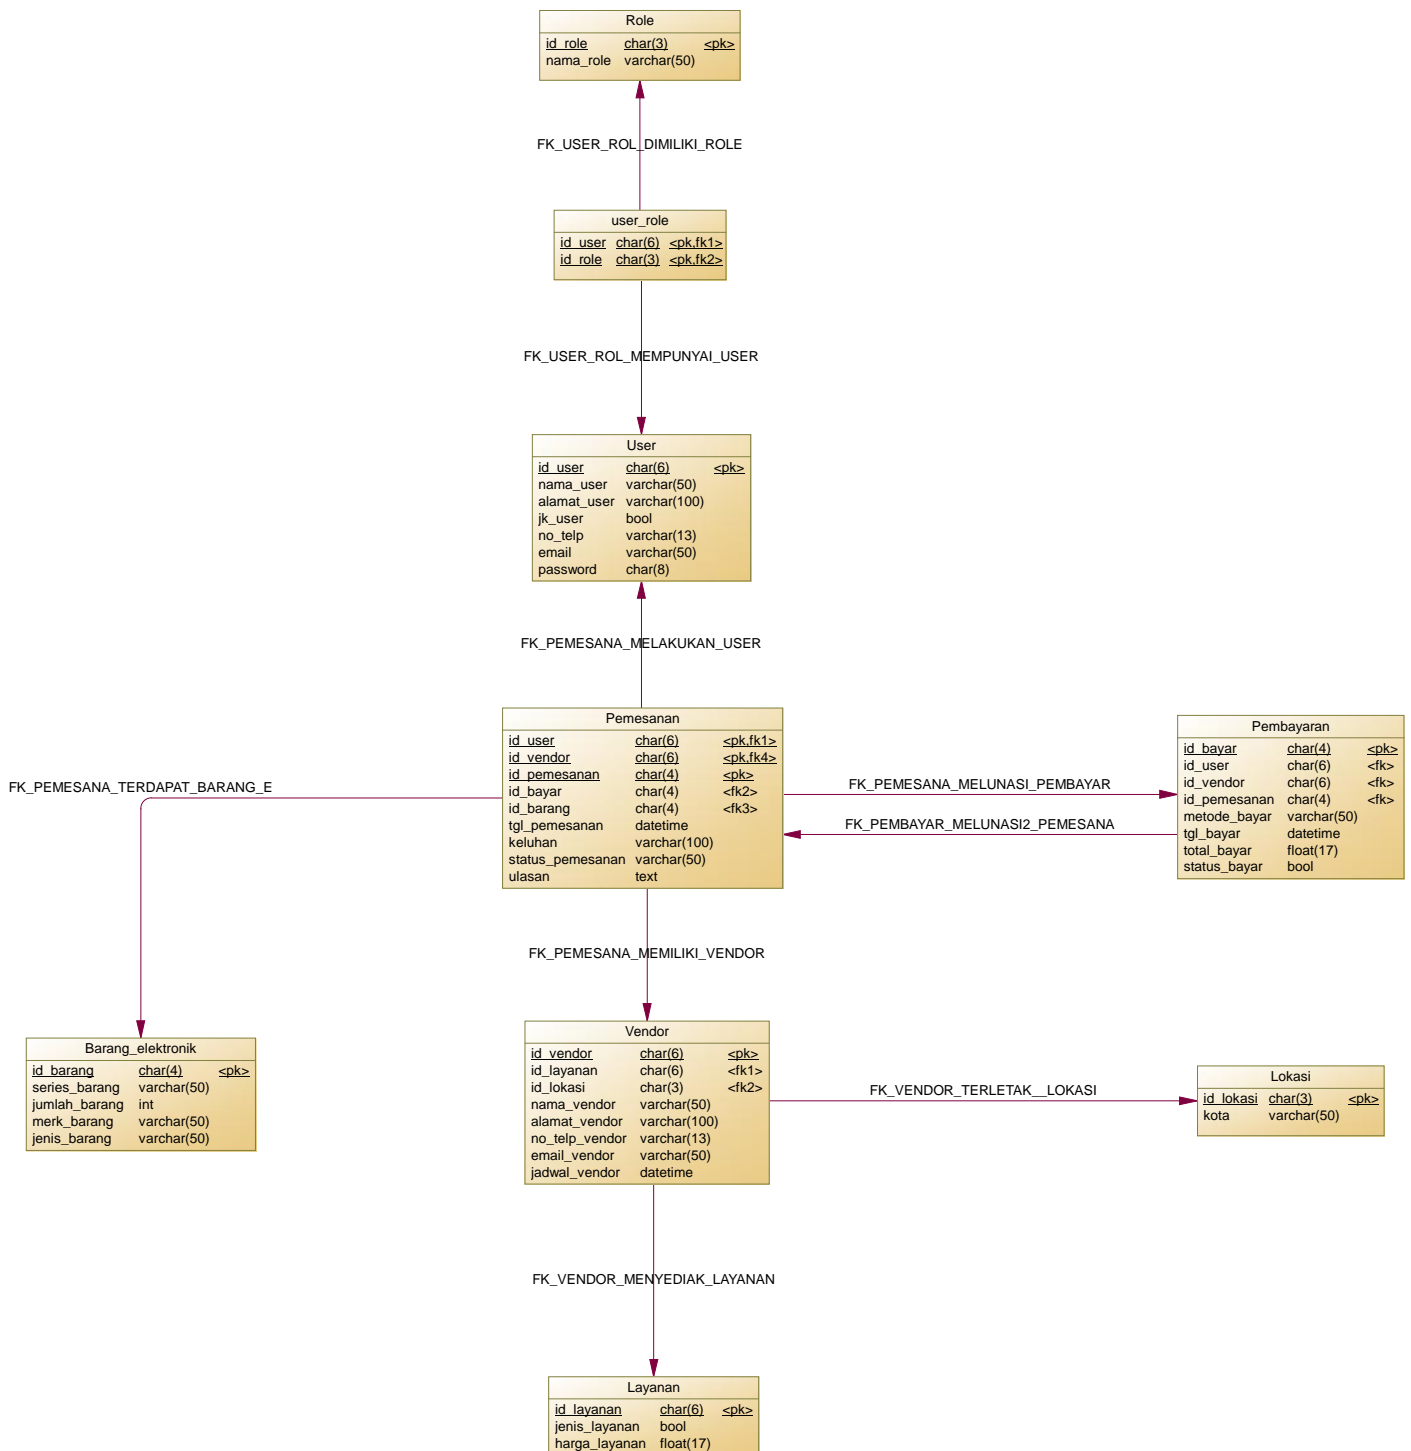 Role
id_role char(3) <pk>
nama_role varchar(50)
FK_USER_ROL_DIMILIKI_ROLE
user_role
id_user char(6) <pk,fk1>
id_role char(3) <pk,fk2>
FK_USER_ROL_MEMPUNYAI_USER
User
id_user char(6) <pk>
nama_user varchar(50)
alamat_user varchar(100)
jk_user bool
no_telp varchar(13)
email varchar(50)
password char(8)
FK_PEMESANA_MELAKUKAN_USER
Pemesanan
id_user char(6) <pk,fk1>
id_vendor char(6) <pk,fk4>
id_pemesanan char(4) <pk>
id_bayar char(4) <fk2>
id_barang char(4) <fk3>
tgl_pemesanan datetime
keluhan varchar(100)
status_pemesanan varchar(50)
ulasan text
FK_PEMESANA_MELUNASI_PEMBAYAR
FK_PEMBAYAR_MELUNASI2_PEMESANA
Pembayaran
id_bayar char(4) <pk>
id_user char(6) <fk>
id_vendor char(6) <fk>
id_pemesanan char(4) <fk>
metode_bayar varchar(50)
tgl_bayar datetime
total_bayar float(17)
status_bayar bool
FK_PEMESANA_TERDAPAT_BARANG_E
FK_PEMESANA_MEMILIKI_VENDOR
Barang_elektronik
id_barang char(4) <pk>
series_barang varchar(50)
jumlah_barang int
merk_barang varchar(50)
jenis_barang varchar(50)
Vendor
id_vendor char(6) <pk>
id_layanan char(6) <fk1>
id_lokasi char(3) <fk2>
nama_vendor varchar(50)
alamat_vendor varchar(100)
no_telp_vendor varchar(13)
email_vendor varchar(50)
jadwal_vendor datetime
FK_VENDOR_TERLETAK__LOKASI
Lokasi
id_lokasi char(3) <pk>
kota varchar(50)
FK_VENDOR_MENYEDIAK_LAYANAN
Layanan
id_layanan char(6) <pk>
jenis_layanan bool
harga_layanan float(17)